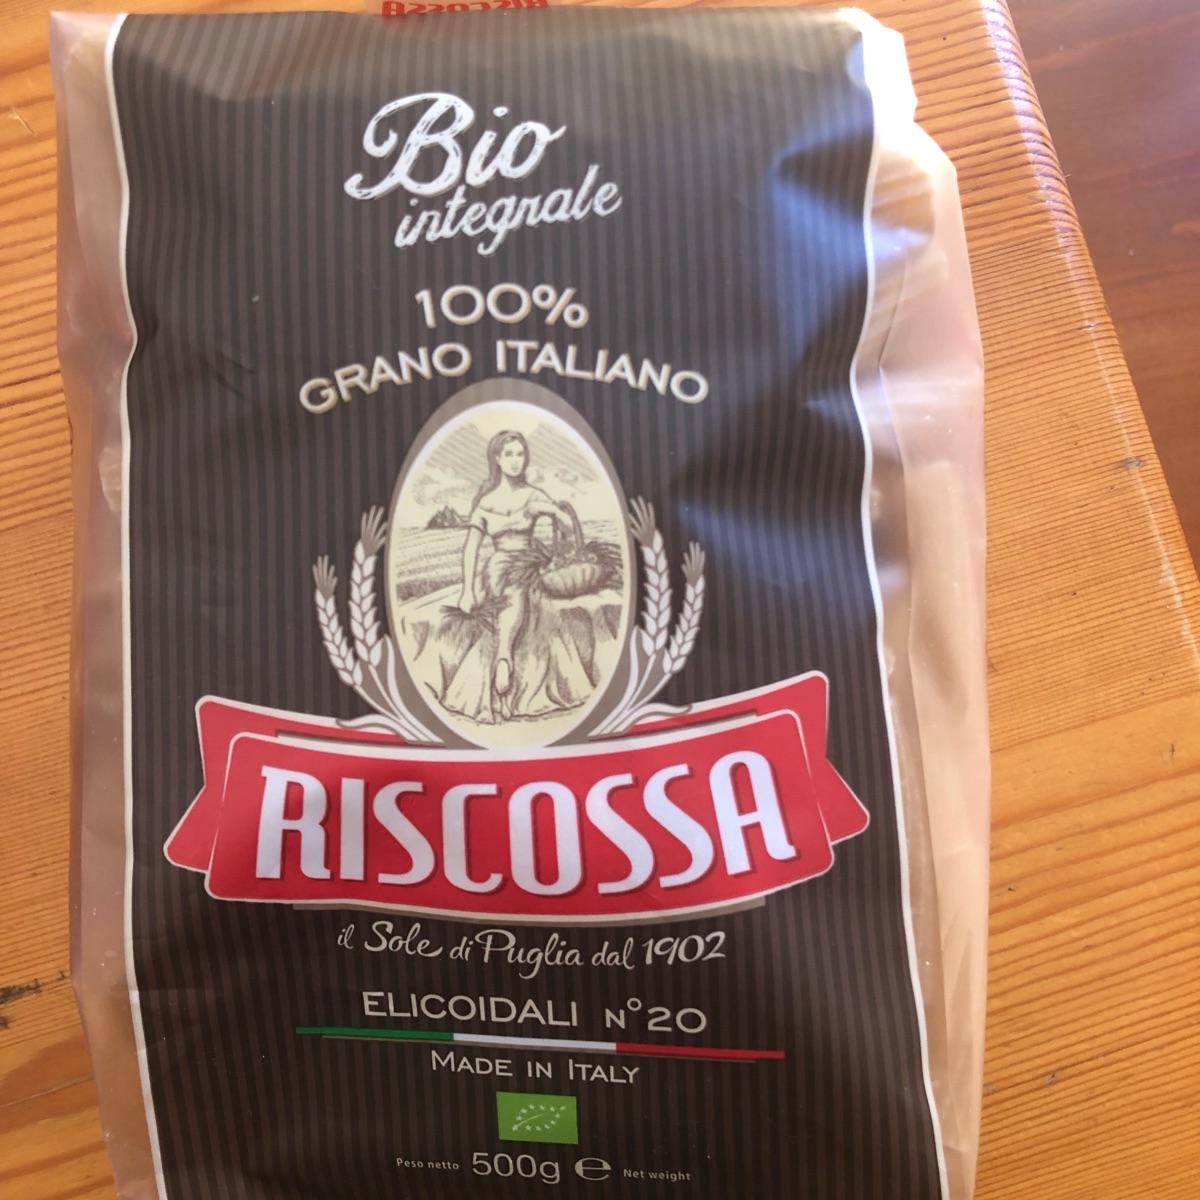 RISCOSSA
Bio
integrale
100%
GRANO ITALIANO
RISCOSSA
il Sole di Puglia dal 1902
ELICOIDALI N°20
MADE IN ITALY
Peso netto 500g e Net weight